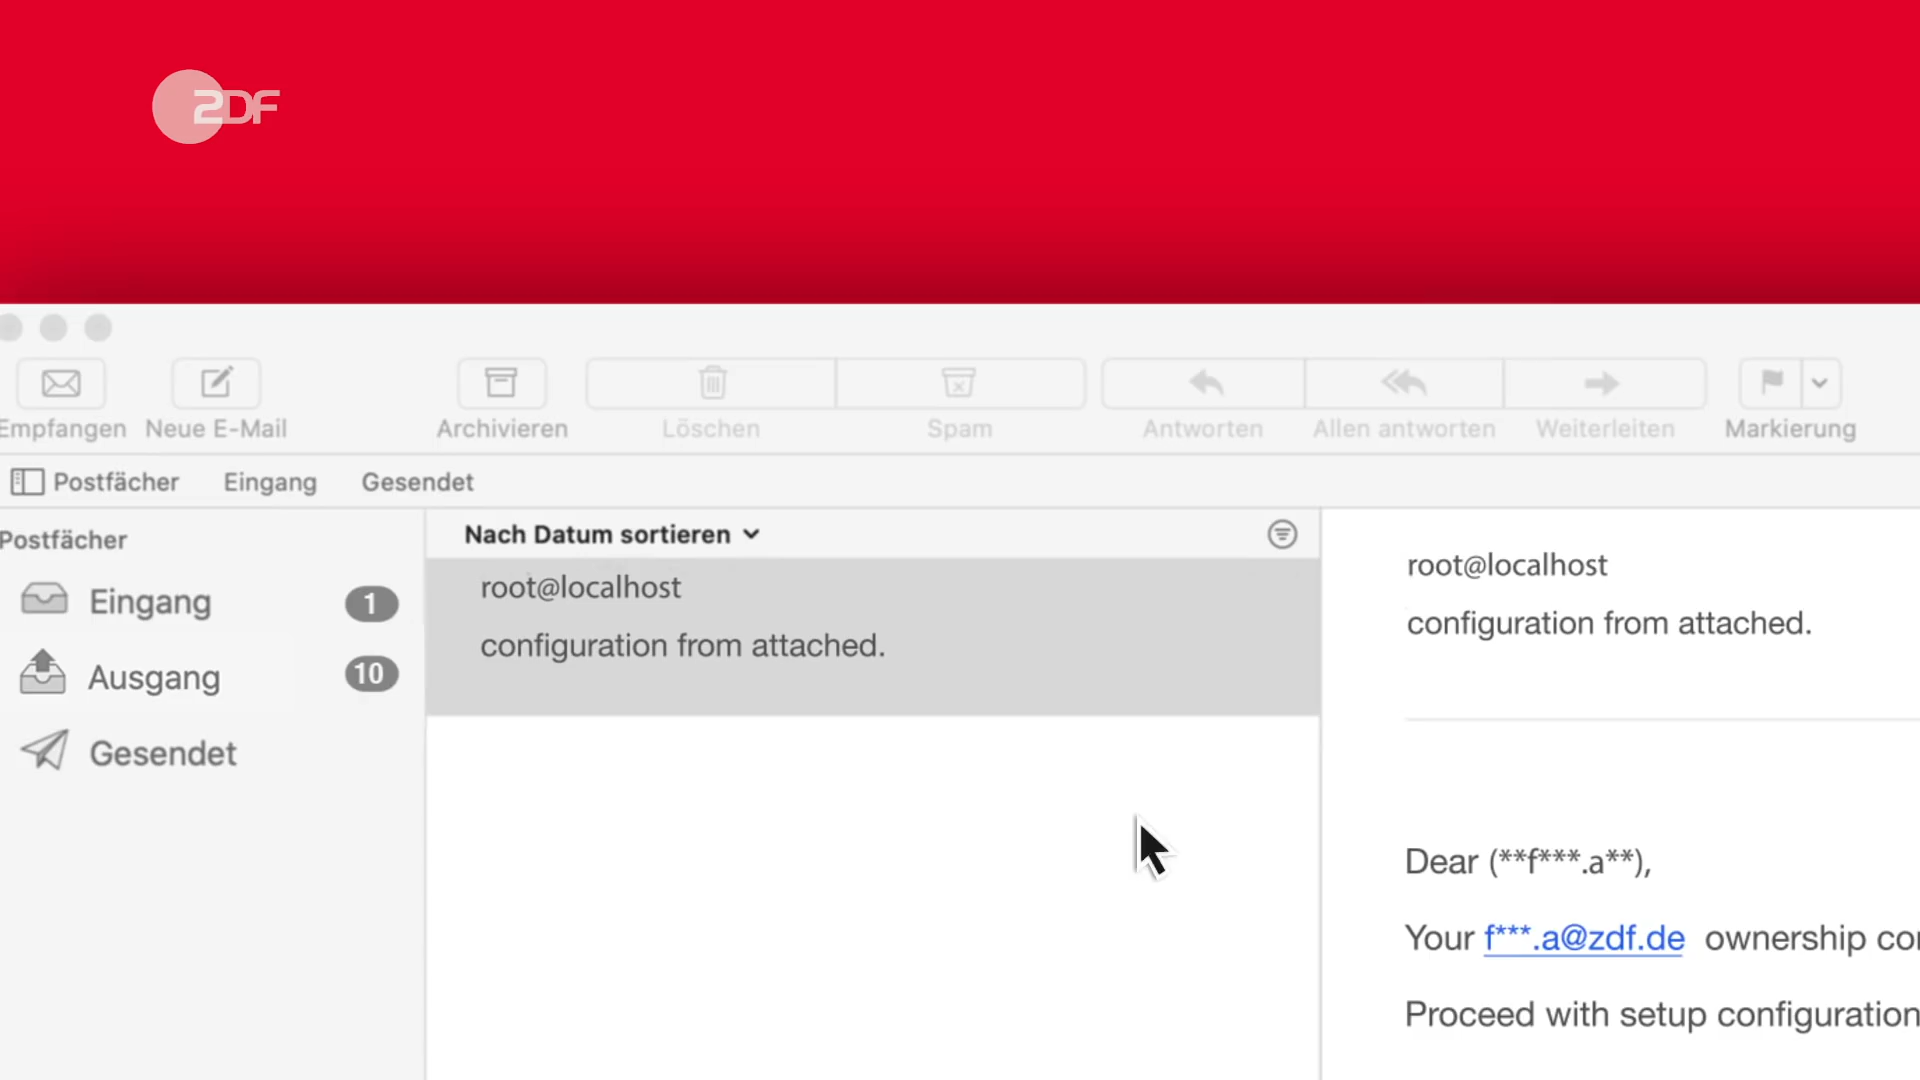 ZDF
Empfangen
Neue E-Mail
Archivieren
Löschen
Spam
Antworten
Allen antworten
Weiterleiten
Markierung
Postfächer
Eingang
Gesendet
Postfächer
Eingang 1
Ausgang 10
Gesendet
Nach Datum sortieren
root@localhost
configuration from attached.
root@localhost
configuration from attached.
Dear (**f***.a**),
Your f***.a@zdf.de ownership
Proceed with setup configuration